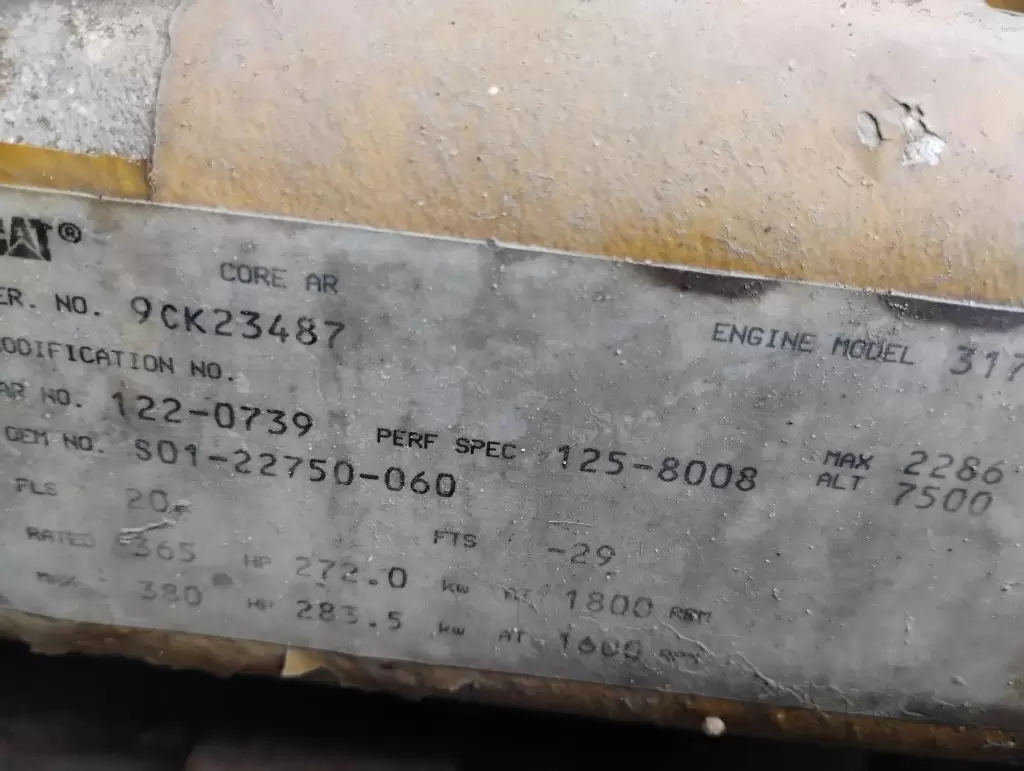 CAT®
CORE AR
ER. NO. 9CK23487
ENGINE MODEL 317
ODIFICATION NO.
AR NO. 122-0739
PERF SPEC 125-8008
MAX ALT 2286 7500
OEM NO. S01-22750-060
FLS 20
FTS -29
RATED 365 HP 272.0 kw AT 1800 RPM
MAX 380 HP 283.5 kw AT